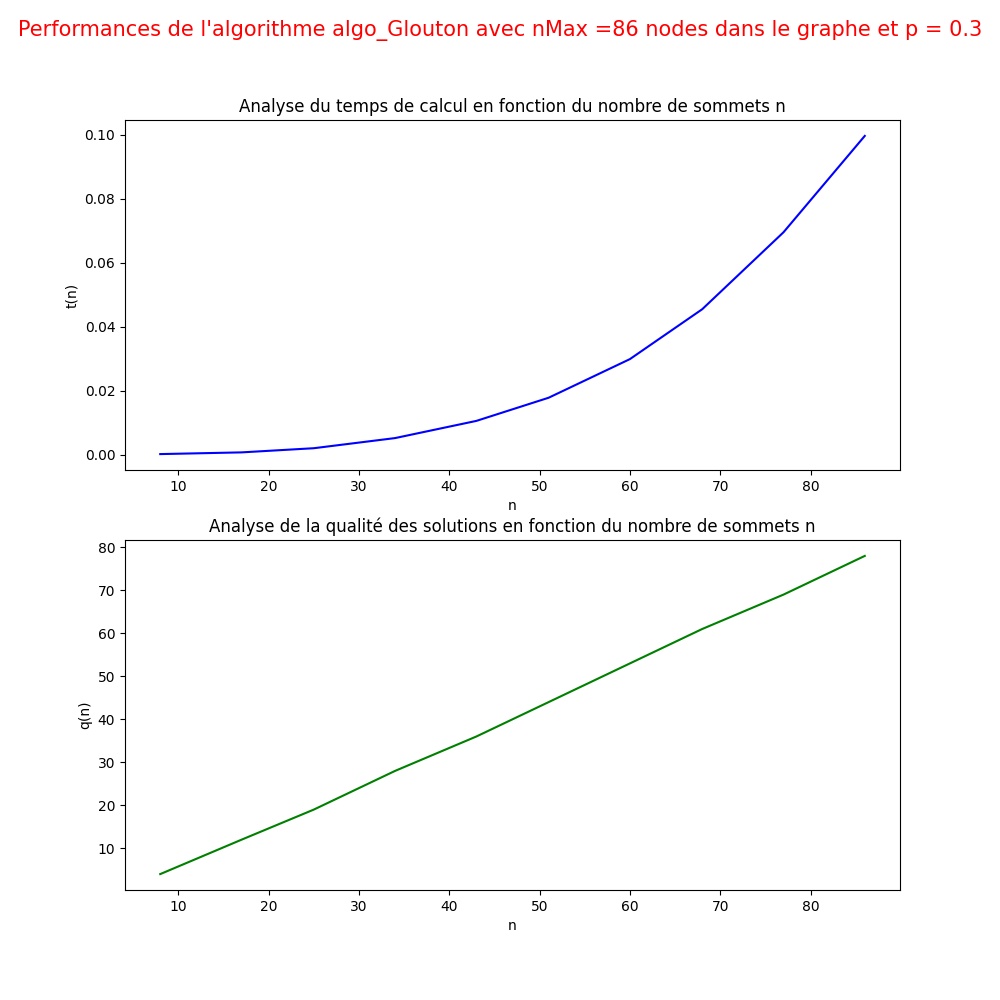 Performances de l'algorithme algo_Glouton avec nMax =86 nodes dans le graphe et p = 0.3
Analyse du temps de calcul en fonction du nombre de sommets n
0.10
0.08
0.06
0.04
0.02
0.00
t(n)
10 20 30 40 50 60 70 80
n
Analyse de la qualité des solutions en fonction du nombre de sommets n
80
70
60
50
40
30
20
10
q(n)
10 20 30 40 50 60 70 80
n